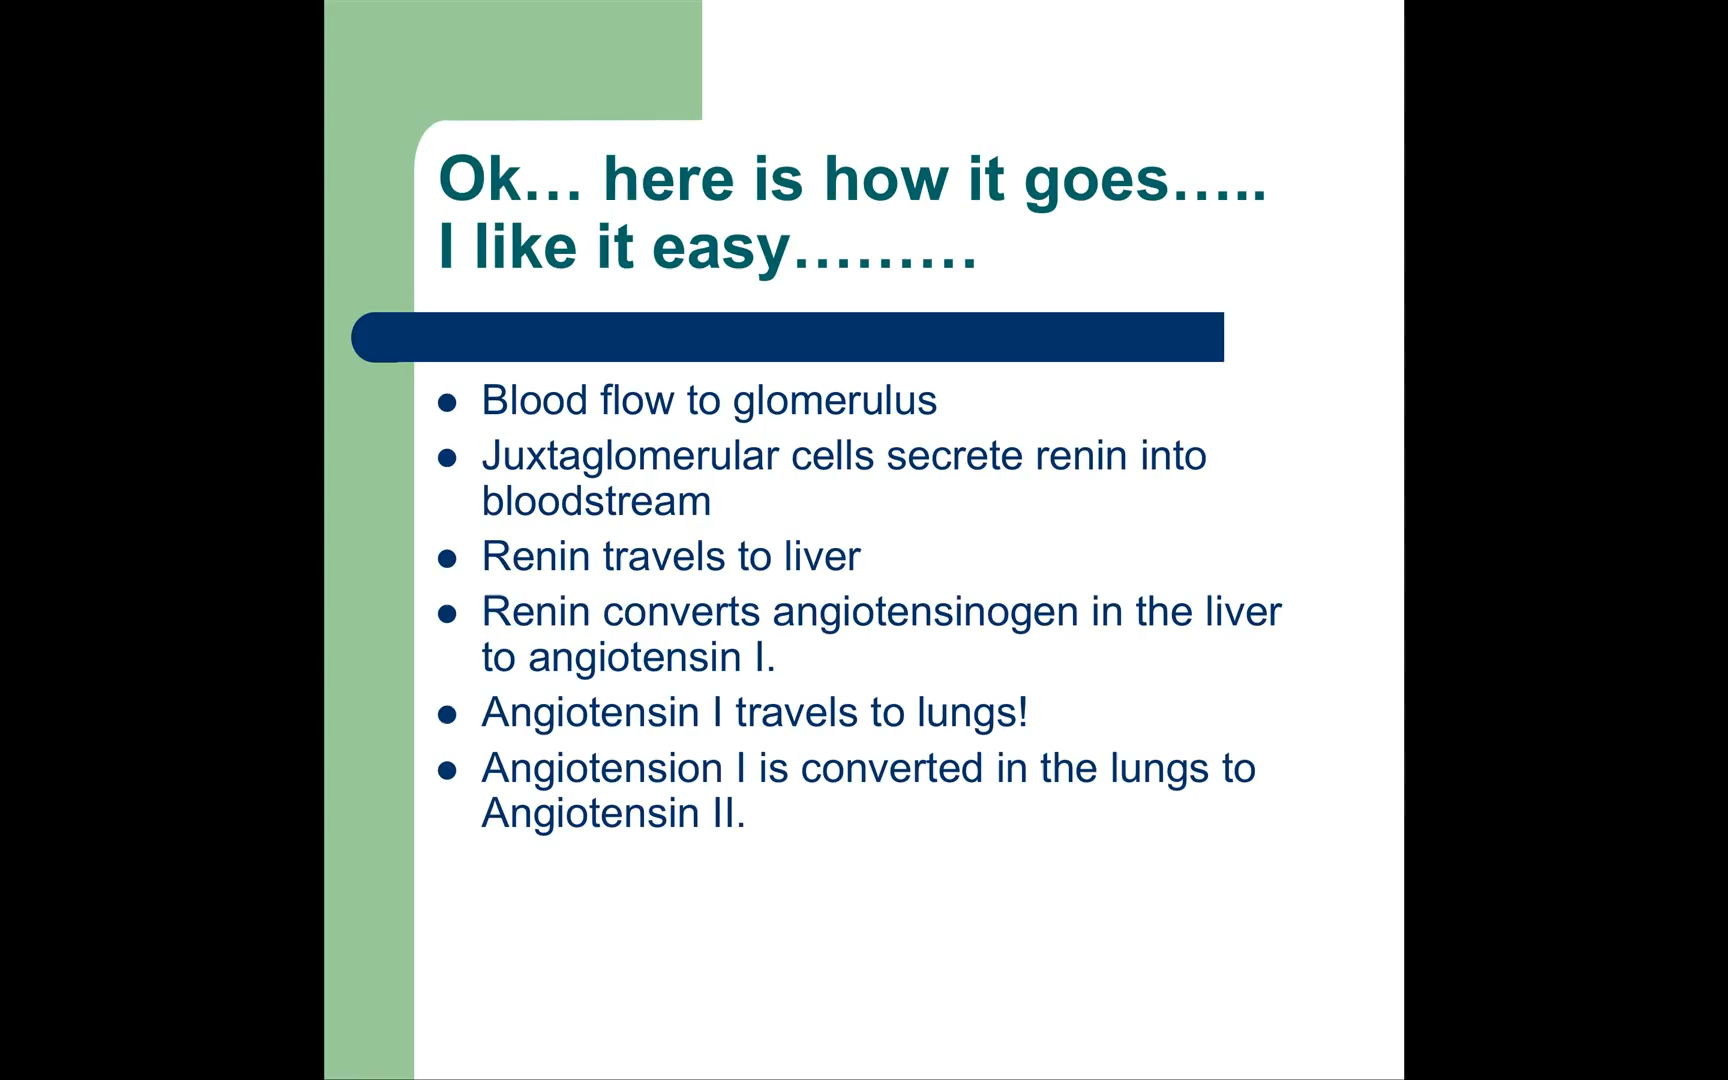 Ok… here is how it goes…..
I like it easy………
● Blood flow to glomerulus
● Juxtaglomerular cells secrete renin into
bloodstream
● Renin travels to liver
● Renin converts angiotensinogen in the liver
to angiotensin I.
● Angiotensin I travels to lungs!
● Angiotension I is converted in the lungs to
Angiotensin II.